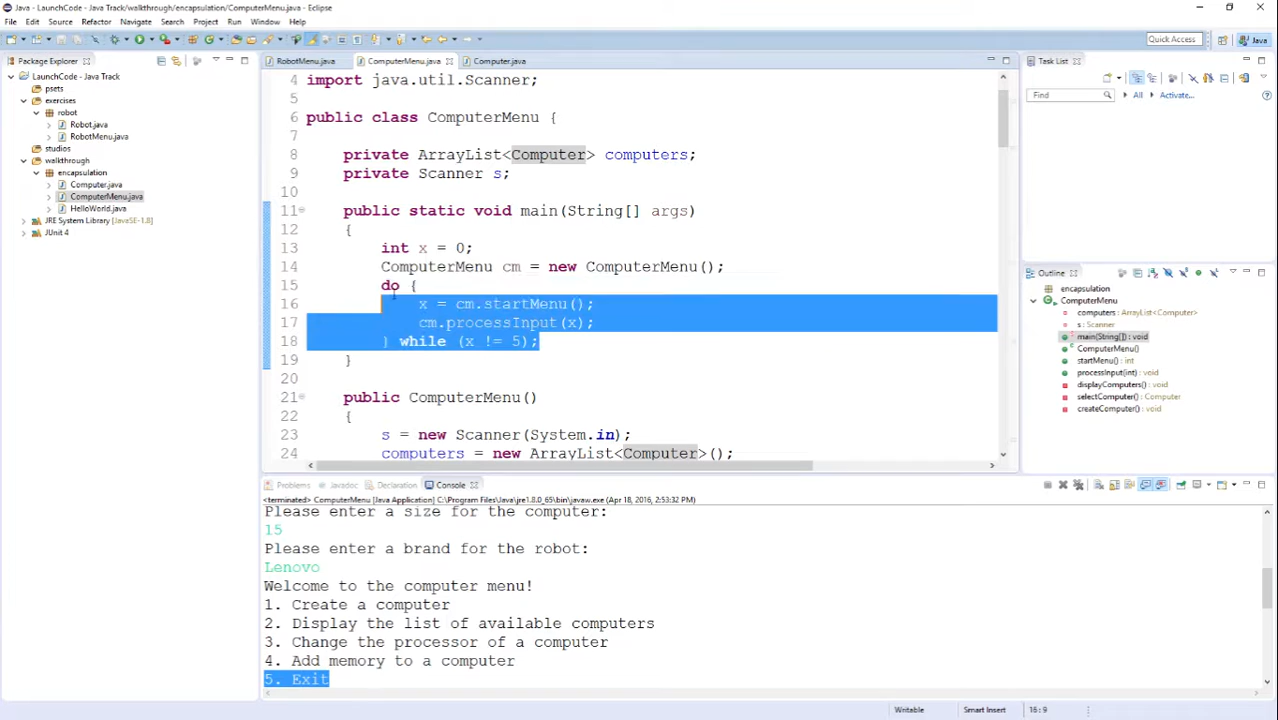 Java - LaunchCode - Java Track/walkthrough/encapsulation/ComputerMenu.java - Eclipse
File Edit Source Refactor Navigate Search Project Run Window Help
Quick Access
Java
Package Explorer
LaunchCode - Java Track
psets
exercises
robot
Robot.java
RobotMenu.java
studios
walkthrough
encapsulation
Computer.java
ComputerMenu.java
HelloWorld.java
JRE System Library [JavaSE-1.8]
JUnit 4
RobotMenu.java ComputerMenu.java Computer.java
4 import java.util.Scanner;
5
6 public class ComputerMenu {
7
8 private ArrayList<Computer> computers;
9 private Scanner s;
10
11 public static void main(String[] args)
12 {
13 int x = 0;
14 ComputerMenu cm = new ComputerMenu();
15 do {
16 x = cm.startMenu();
17 cm.processInput(x);
18 } while (x != 5);
19 }
20
21 public ComputerMenu()
22 {
23 s = new Scanner(System.in);
24 computers = new ArrayList<Computer>();
Task List
Find All Activate...
Outline
encapsulation
ComputerMenu
computers : ArrayList<Computer>
s : Scanner
main(String[]) : void
ComputerMenu()
startMenu() : int
processInput(int) : void
displayComputers() : void
selectComputer() : Computer
createComputer() : void
Problems Javadoc Declaration Console
<terminated> ComputerMenu [Java Application] C:\Program Files\Java\jre1.8.0_65\bin\javaw.exe (Apr 18, 2016, 2:53:32 PM)
Please enter a size for the computer:
15
Please enter a brand for the robot:
Lenovo
Welcome to the computer menu!
1. Create a computer
2. Display the list of available computers
3. Change the processor of a computer
4. Add memory to a computer
5. Exit
Writable Smart Insert 16 : 9